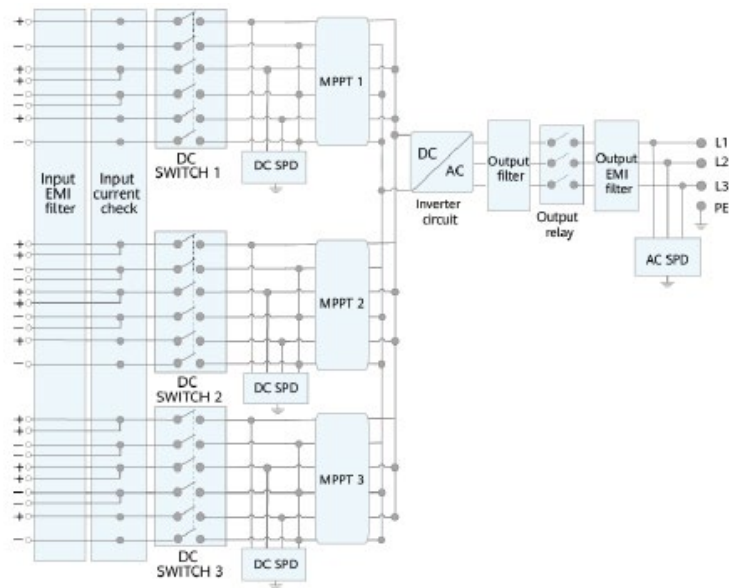 +
−
+
+
−
−
+
−
Input
EMI
filter
Input
current
check
DC
SWITCH 1
DC SPD
MPPT 1
+
+
−
−
+
+
−
−
+
−
DC
SWITCH 2
DC SPD
MPPT 2
+
+
−
−
+
+
−
−
+
−
DC
SWITCH 3
DC SPD
MPPT 3
DC
AC
Inverter
circuit
Output
filter
Output
relay
Output
EMI
filter
AC SPD
L1
L2
L3
PE